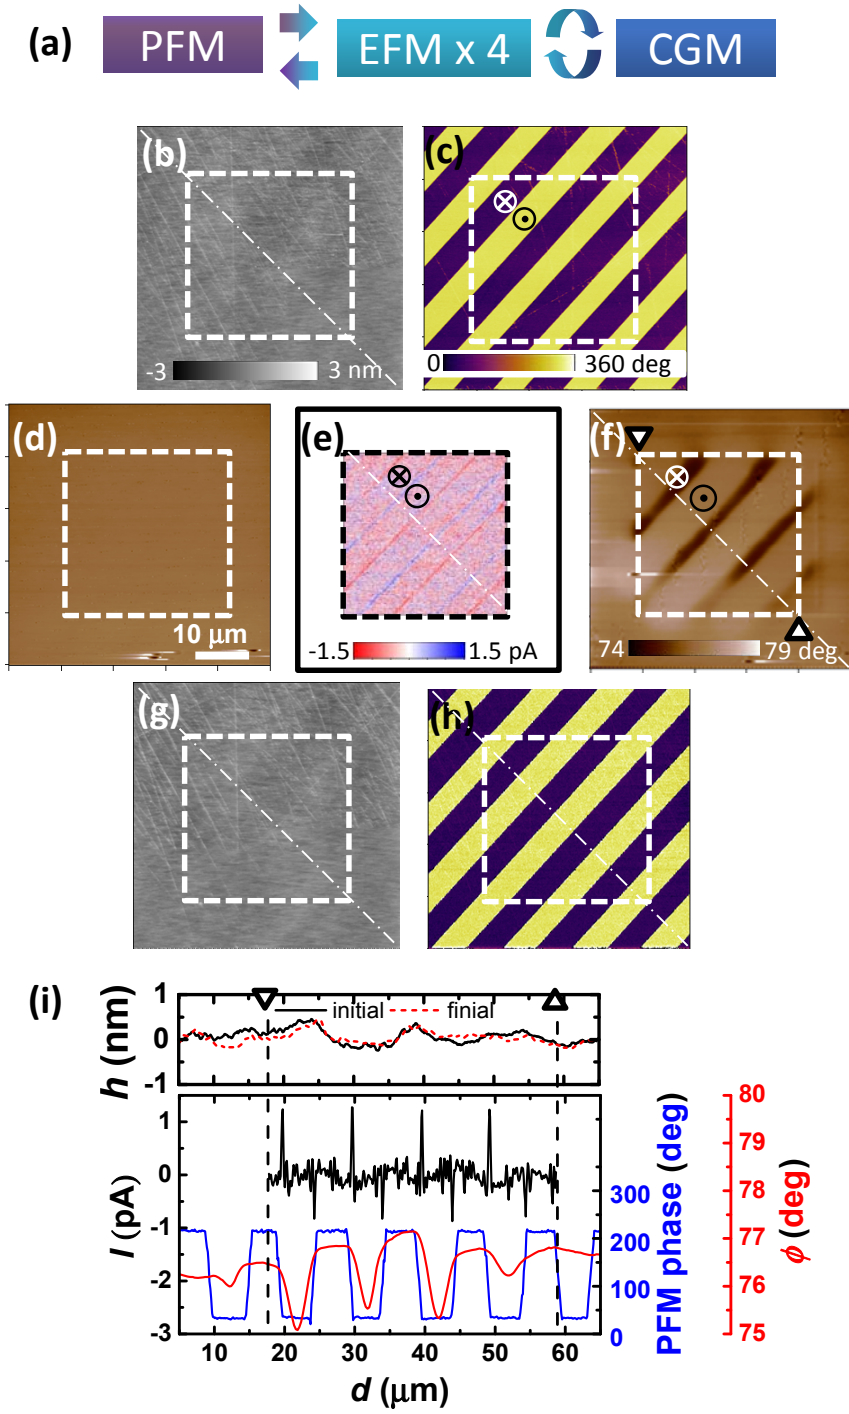 (a)
PFM
EFM x 4
CGM
(b)
-3
3 nm
(c)
0
360 deg
(d)
10 μm
(e)
-1.5
1.5 pA
(f)
74
79 deg
(g)
(h)
(i)
h (nm)
1
0
-1
initial
finial
I (pA)
1
0
-1
-2
-3
PFM phase (deg)
300
200
100
0
ϕ (deg)
80
79
78
77
76
75
10 20 30 40 50 60
d (μm)